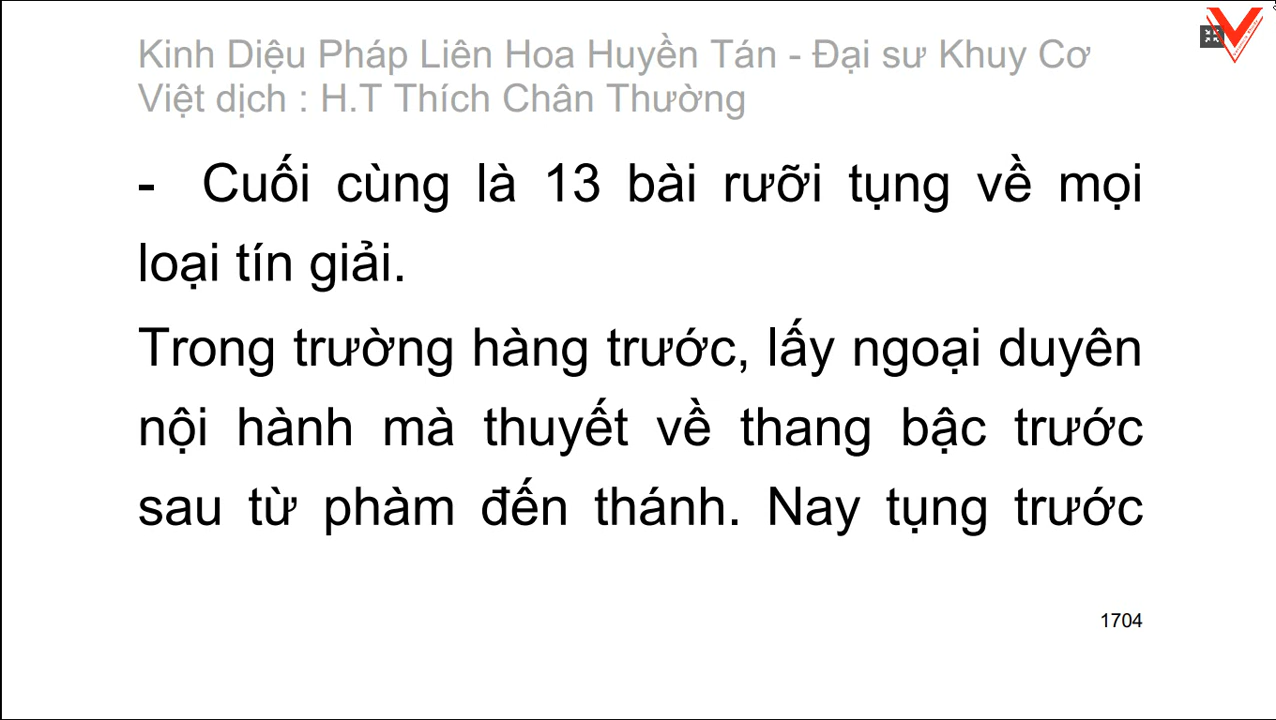 Kinh Diệu Pháp Liên Hoa Huyền Tán - Đại sư Khuy Cơ
Việt dịch : H.T Thích Chân Thường
- Cuối cùng là 13 bài rưỡi tụng về mọi
loại tín giải.
Trong trường hàng trước, lấy ngoại duyên
nội hành mà thuyết về thang bậc trước
sau từ phàm đến thánh. Nay tụng trước
1704